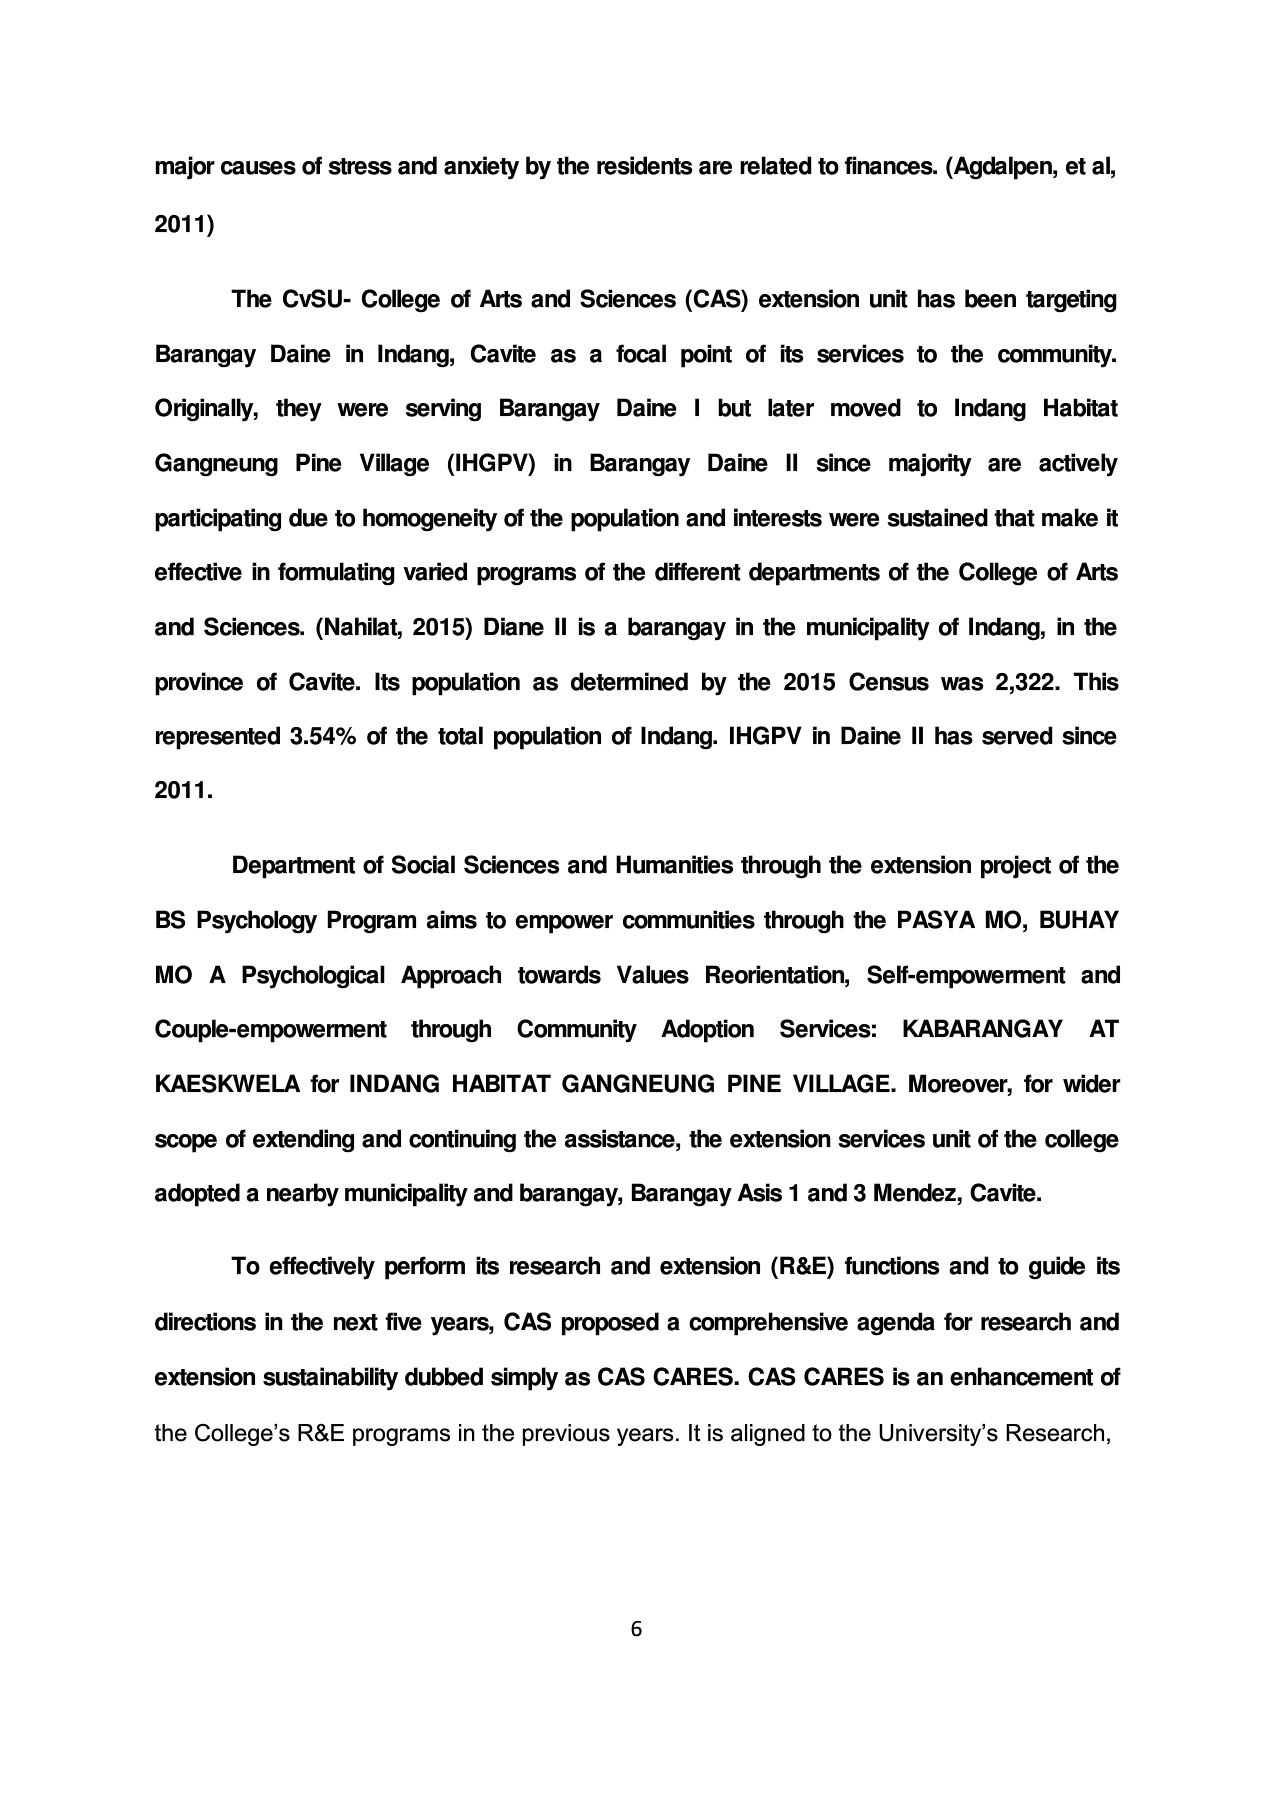 major causes of stress and anxiety by the residents are related to finances. (Agdalpen, et al,
2011)
The CvSU- College of Arts and Sciences (CAS) extension unit has been targeting
Barangay Daine in Indang, Cavite as a focal point of its services to the community.
Originally, they were serving Barangay Daine I but later moved to Indang Habitat
Gangneung Pine Village (IHGPV) in Barangay Daine II since majority are actively
participating due to homogeneity of the population and interests were sustained that make it
effective in formulating varied programs of the different departments of the College of Arts
and Sciences. (Nahilat, 2015) Diane II is a barangay in the municipality of Indang, in the
province of Cavite. Its population as determined by the 2015 Census was 2,322. This
represented 3.54% of the total population of Indang. IHGPV in Daine II has served since
2011.
Department of Social Sciences and Humanities through the extension project of the
BS Psychology Program aims to empower communities through the PASYA MO, BUHAY
MO A Psychological Approach towards Values Reorientation, Self-empowerment and
Couple-empowerment through Community Adoption Services: KABARANGAY AT
KAESKWELA for INDANG HABITAT GANGNEUNG PINE VILLAGE. Moreover, for wider
scope of extending and continuing the assistance, the extension services unit of the college
adopted a nearby municipality and barangay, Barangay Asis 1 and 3 Mendez, Cavite.
To effectively perform its research and extension (R&E) functions and to guide its
directions in the next five years, CAS proposed a comprehensive agenda for research and
extension sustainability dubbed simply as CAS CARES. CAS CARES is an enhancement of
the College’s R&E programs in the previous years. It is aligned to the University’s Research,
6